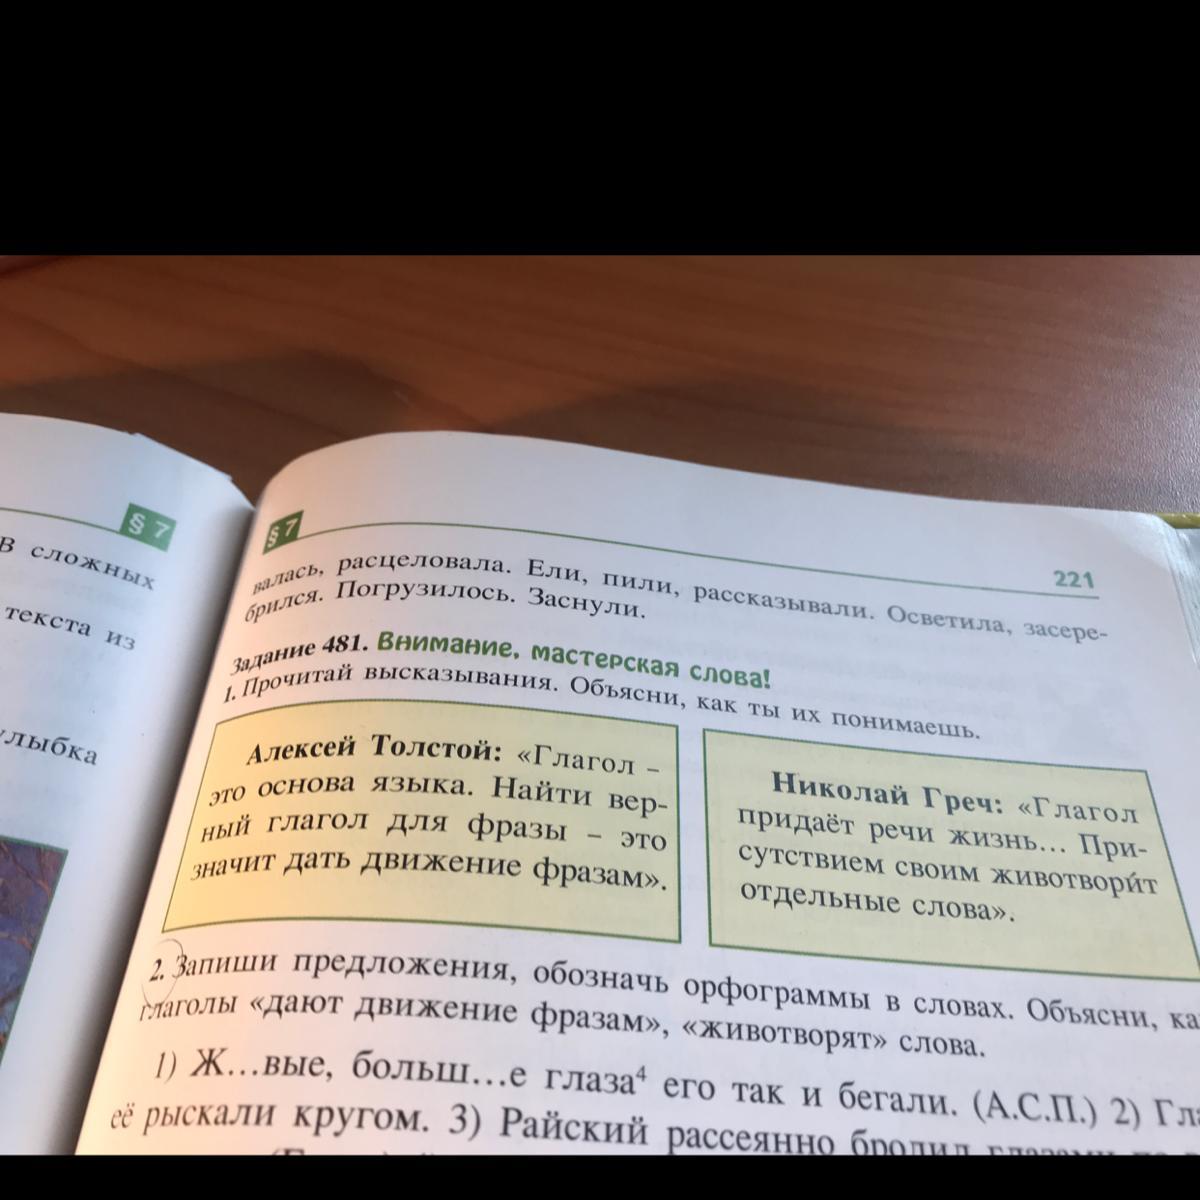 § 7
В сложных
текста из
улыбка
§ 7
221
валась, расцеловала. Ели, пили, рассказывали. Осветила, засере-
брился. Погрузилось. Заснули.
Задание 481. Внимание, мастерская слова!
1. Прочитай высказывания. Объясни, как ты их понимаешь.
Алексей Толстой: «Глагол –
это основа языка. Найти вер-
ный глагол для фразы – это
значит дать движение фразам».
Николай Греч: «Глагол
придаёт речи жизнь... При-
сутствием своим животвори́т
отдельные слова».
2. Запиши предложения, обозначь орфограммы в словах. Объясни, ка
глаголы «дают движение фразам», «животворят» слова.
1) Ж...вые, больш...е глаза⁴ его так и бегали. (А.С.П.) 2) Гл
её рыскали кругом. 3) Райский рассеянно бродил глазами по